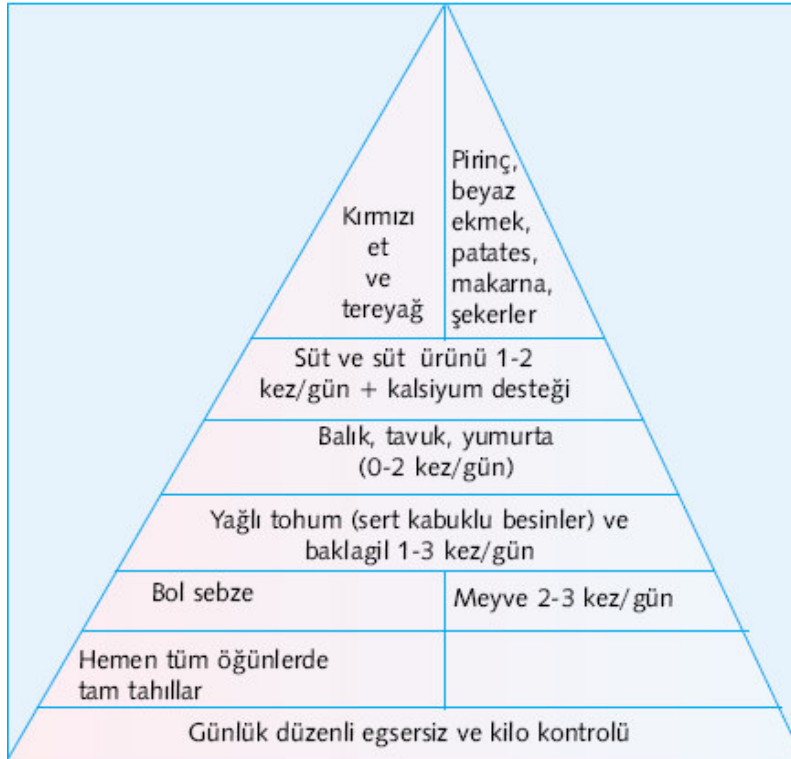 Kırmızı
et
ve
tereyağ
Pirinç,
beyaz
ekmek,
patates,
makarna,
şekerler
Süt ve süt ürünü 1-2
kez/gün + kalsiyum desteği
Balık, tavuk, yumurta
(0-2 kez/gün)
Yağlı tohum (sert kabuklu besinler) ve
baklagil 1-3 kez/gün
Bol sebze
Meyve 2-3 kez/gün
Hemen tüm öğünlerde
tam tahıllar
Günlük düzenli egsersiz ve kilo kontrolü